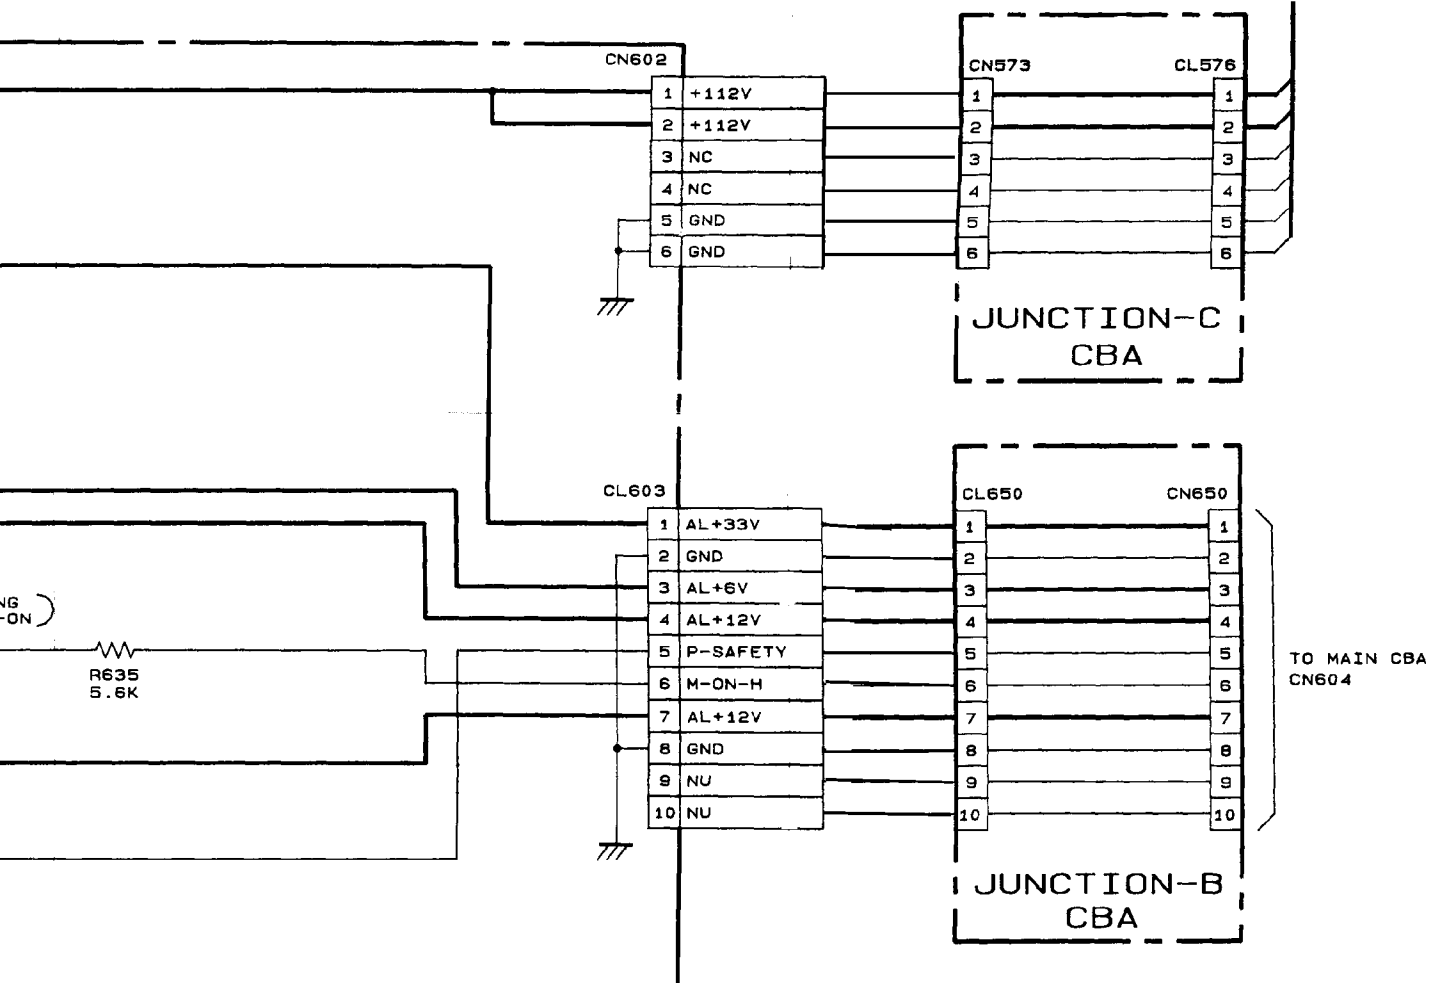 CN602
1 +112V
2 +112V
3 NC
4 NC
5 GND
6 GND
CN573
1
2
3
4
5
6
CL576
1
2
3
4
5
6
JUNCTION-C
CBA
CL603
1 AL+33V
2 GND
3 AL+6V
4 AL+12V
5 P-SAFETY
6 M-ON-H
7 AL+12V
8 GND
9 NU
10 NU
CL650
1
2
3
4
5
6
7
8
9
10
CN650
1
2
3
4
5
6
7
8
9
10
JUNCTION-B
CBA
TO MAIN CBA
CN604
NG
-ON
R635
5.6K